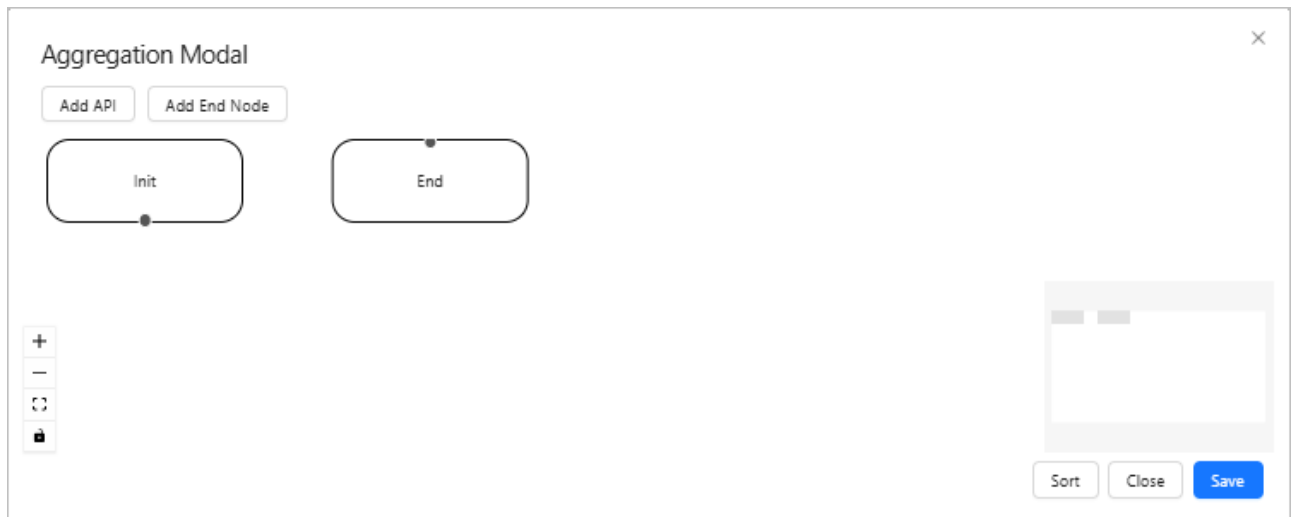 Aggregation Modal
Add API
Add End Node
Init
End
Sort
Close
Save